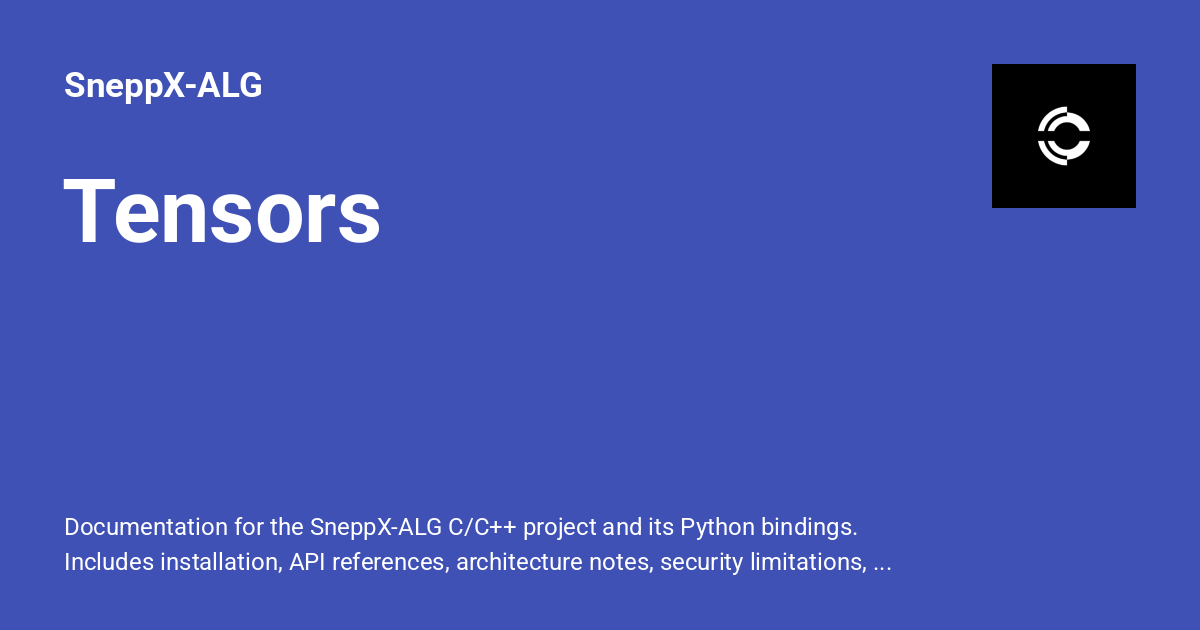 SneppX-ALG
Tensors
Documentation for the SneppX-ALG C/C++ project and its Python bindings.
Includes installation, API references, architecture notes, security limitations, ...